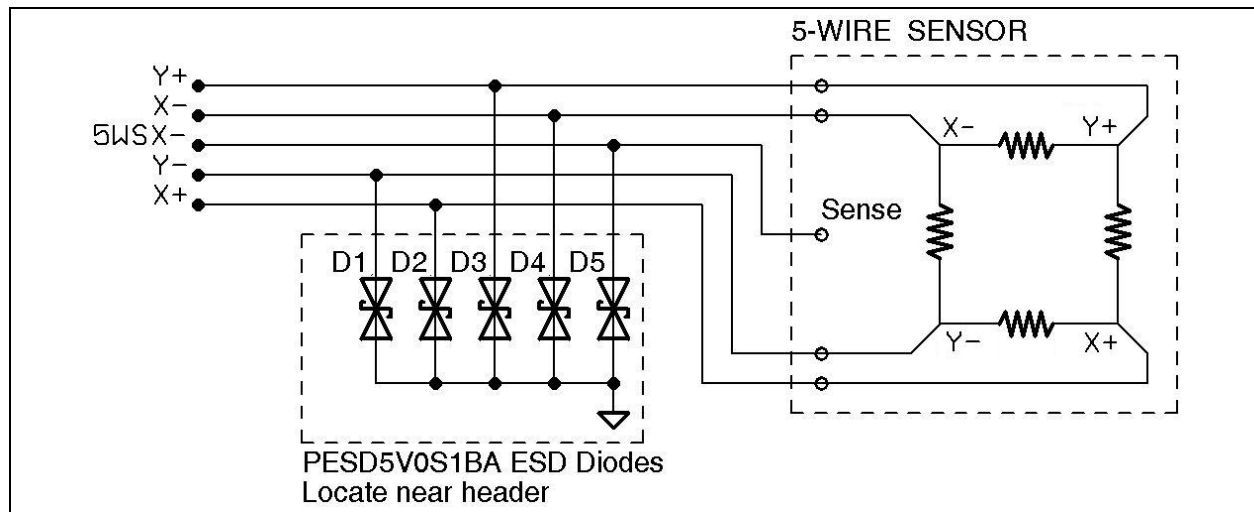 5-WIRE SENSOR
Y+
X-
5WSX-
Y-
X+
X- Y+
Sense
D1 D2 D3 D4 D5
Y- X+
PESD5V0S1BA ESD Diodes
Locate near header